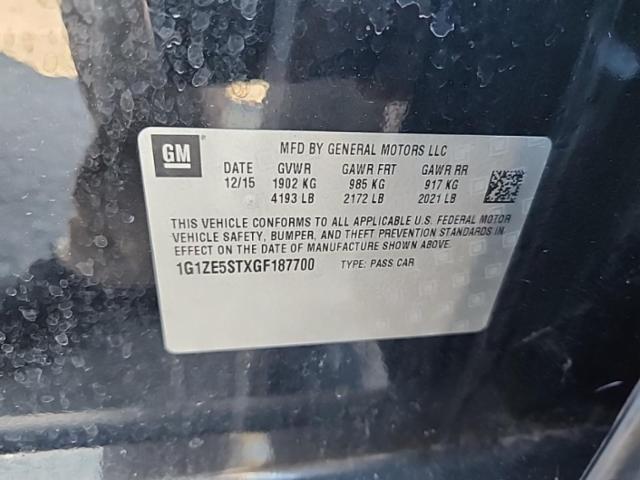 GM
MFD BY GENERAL MOTORS LLC
DATE GVWR GAWR FRT GAWR RR
12/15 1902 KG 985 KG 917 KG
4193 LB 2172 LB 2021 LB
THIS VEHICLE CONFORMS TO ALL APPLICABLE U.S. FEDERAL MOTOR
VEHICLE SAFETY, BUMPER, AND THEFT PREVENTION STANDARDS IN
EFFECT ON THE DATE OF MANUFACTURE SHOWN ABOVE.
1G1ZE5STXGF187700 TYPE: PASS CAR